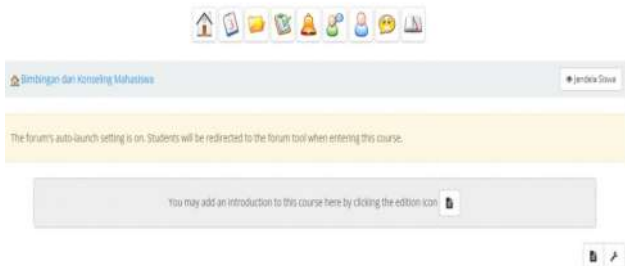 Bimbingan dan Konseling Mahasiswa
Jendela Siswa
The forum's auto-launch setting is on. Students will be redirected to the forum tool when entering this course.
You may add an introduction to this course here by clicking the edition icon